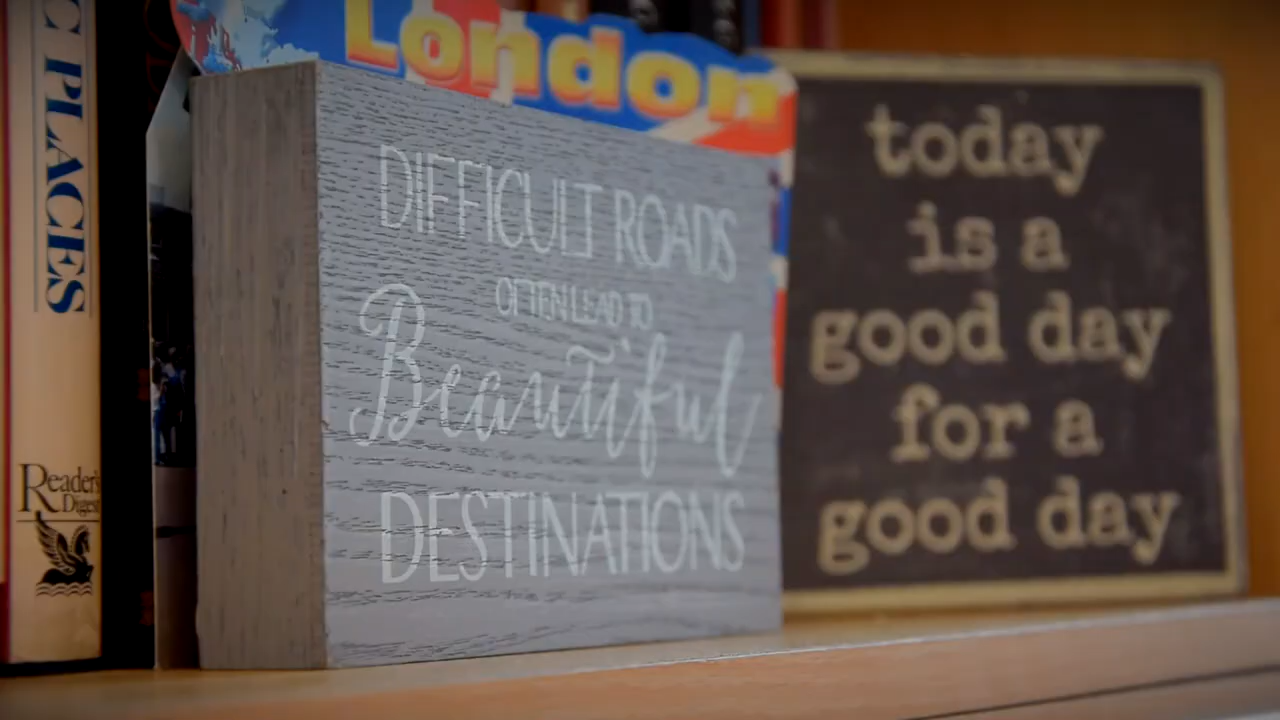 C PLACES
Reader's
Digest
London
DIFFICULT ROADS
OFTEN LEAD TO
Beautiful
DESTINATIONS
today
is a
good day
for a
good day